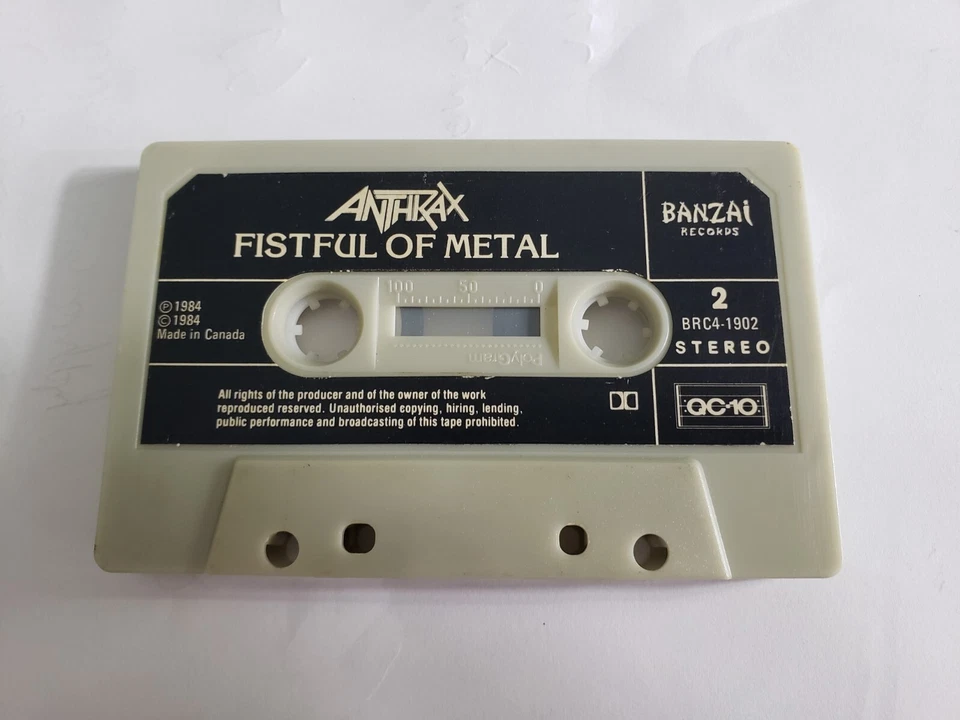 ANTHRAX
FISTFUL OF METAL
BANZAI
RECORDS
100 50 0
PolyGram
℗ 1984
© 1984
Made in Canada
2
BRC4-1902
STEREO
All rights of the producer and of the owner of the work
reproduced reserved. Unauthorised copying, hiring, lending,
public performance and broadcasting of this tape prohibited.
QC-10